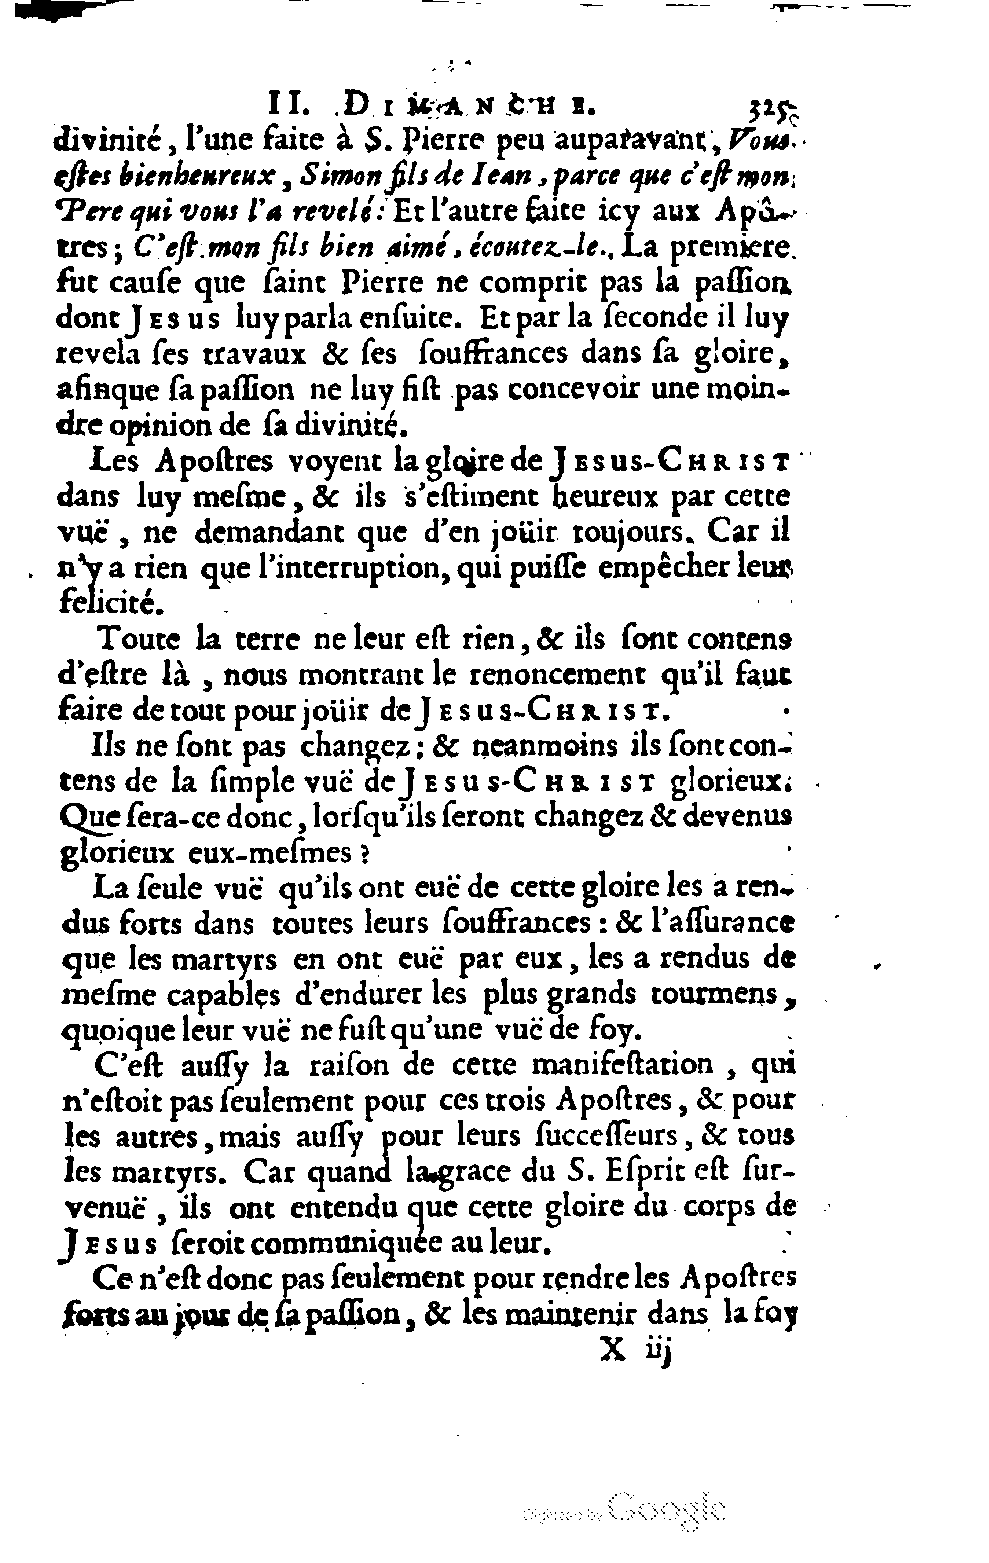 II. DIMANCHE. 325
divinité, l'une faite à S. Pierre peu auparavant, Vous
eſtes bienheureux, Simon fils de Iean, parce que c'eſt mon
Pere qui vous l'a revelé: Et l'autre faite icy aux Apô-
tres; C'eſt mon fils bien aimé, écoutez-le. La premiere
fut cauſe que ſaint Pierre ne comprit pas la paſſion
dont JESUS luy parla enſuite. Et par la ſeconde il luy
revela ſes travaux & ſes ſouffrances dans ſa gloire,
afinque ſa paſſion ne luy fiſt pas concevoir une moin-
dre opinion de ſa divinité.
Les Apoſtres voyent la gloire de JESUS-CHRIST
dans luy meſme, & ils s'eſtiment heureux par cette
vuë, ne demandant que d'en joüir toujours. Car il
n'y a rien que l'interruption, qui puiſſe empêcher leur
felicité.
Toute la terre ne leur eſt rien, & ils ſont contens
d'eſtre là, nous montrant le renoncement qu'il faut
faire de tout pour joüir de JESUS-CHRIST.
Ils ne ſont pas changez; & neanmoins ils ſont con-
tens de la ſimple vuë de JESUS-CHRIST glorieux.
Que ſera-ce donc, lorſqu'ils ſeront changez & devenus
glorieux eux-meſmes?
La ſeule vuë qu'ils ont euë de cette gloire les a ren-
dus forts dans toutes leurs ſouffrances: & l'aſſurance
que les martyrs en ont euë par eux, les a rendus de
meſme capables d'endurer les plus grands tourmens,
quoique leur vuë ne fuſt qu'une vuë de foy.
C'eſt auſſy la raiſon de cette manifeſtation, qui
n'eſtoit pas ſeulement pour ces trois Apoſtres, & pour
les autres, mais auſſy pour leurs ſucceſſeurs, & tous
les martyrs. Car quand la grace du S. Eſprit eſt ſur-
venuë, ils ont entendu que cette gloire du corps de
JESUS ſeroit communiquée au leur.
Ce n'eſt donc pas ſeulement pour rendre les Apoſtres
forts au jour de ſa paſſion, & les maintenir dans la foy
X iij
Digitized by Google